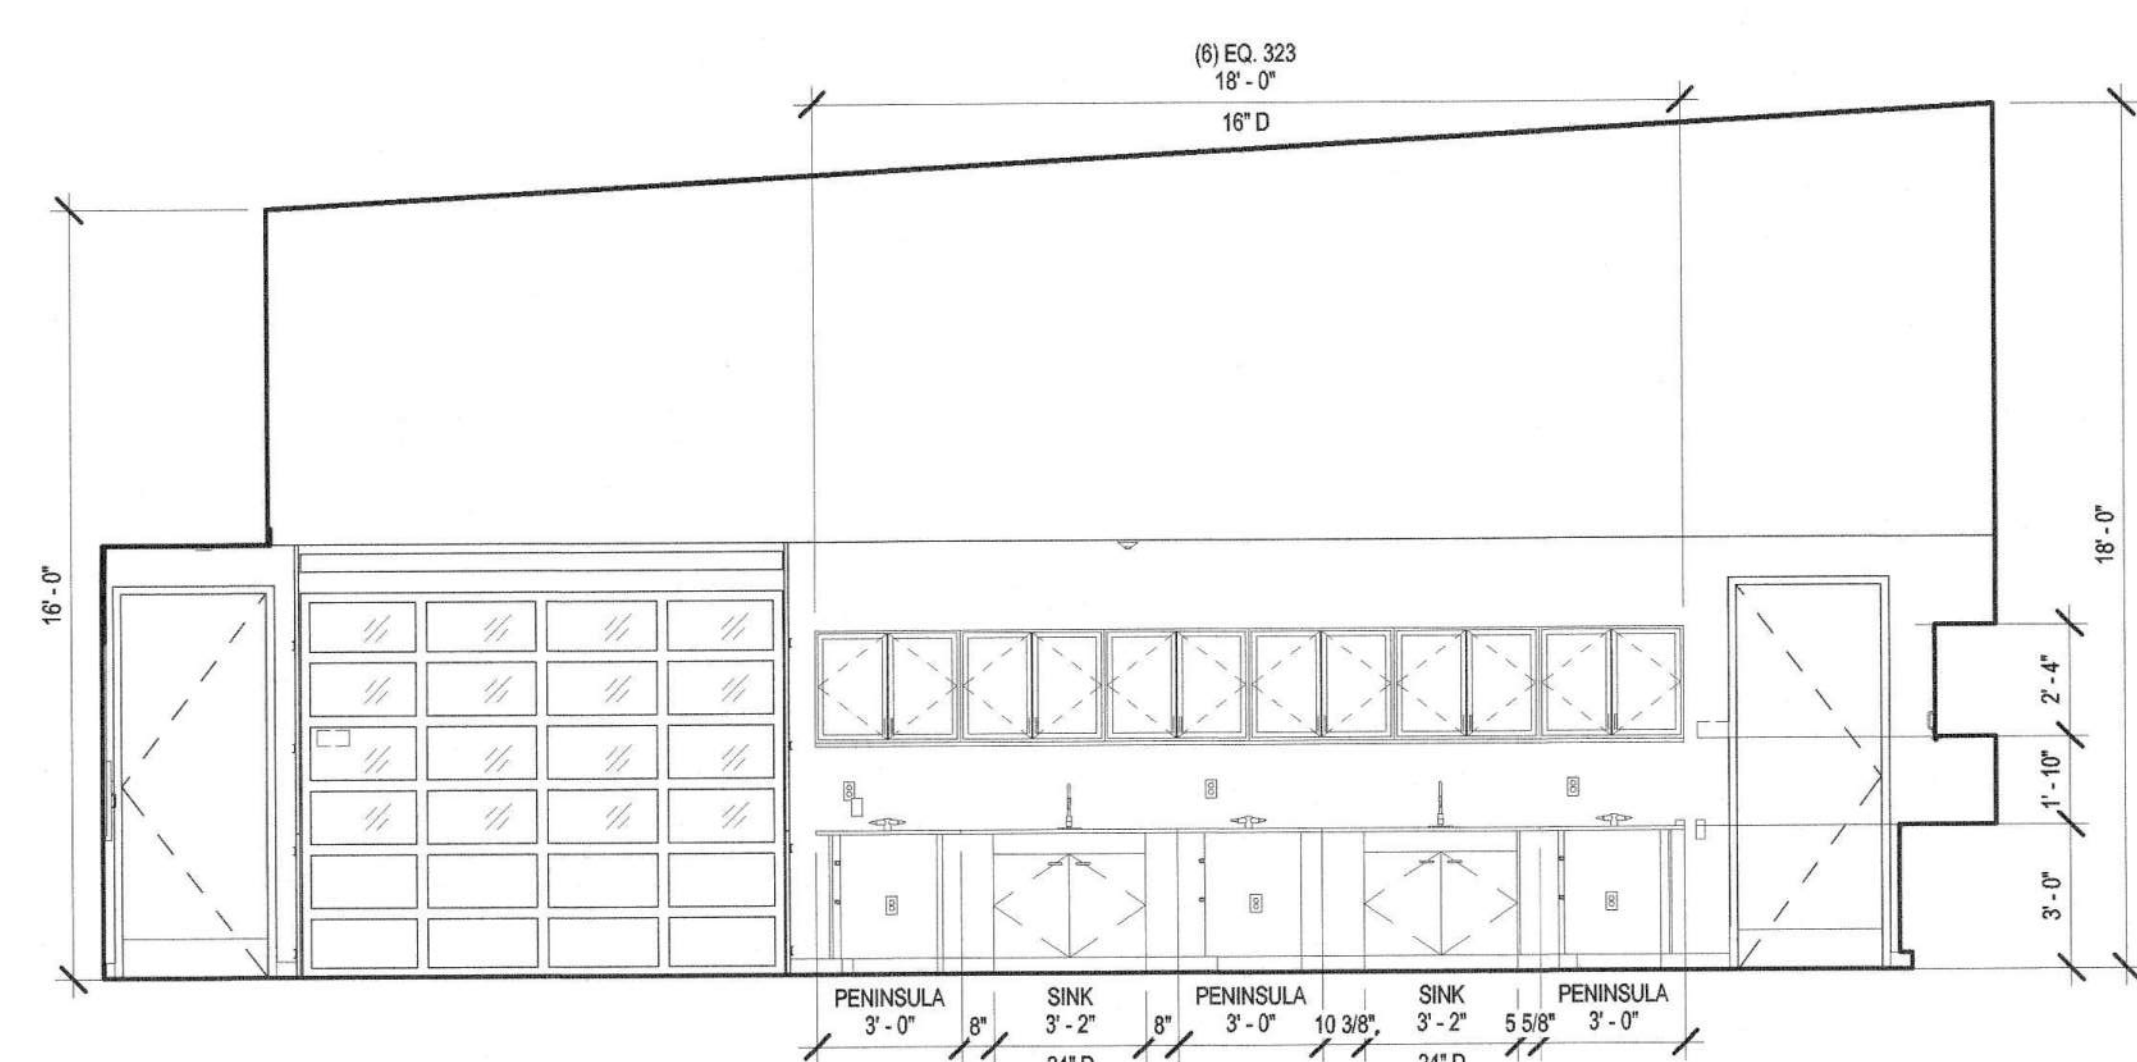 (6) EQ. 323
18' - 0"
16" D
16' - 0"
18' - 0"
2' - 4"
1' - 10"
3' - 0"
PENINSULA
3' - 0"
8"
SINK
3' - 2"
8"
PENINSULA
3' - 0"
10 3/8"
SINK
3' - 2"
5 5/8"
PENINSULA
3' - 0"
24" D
24" D